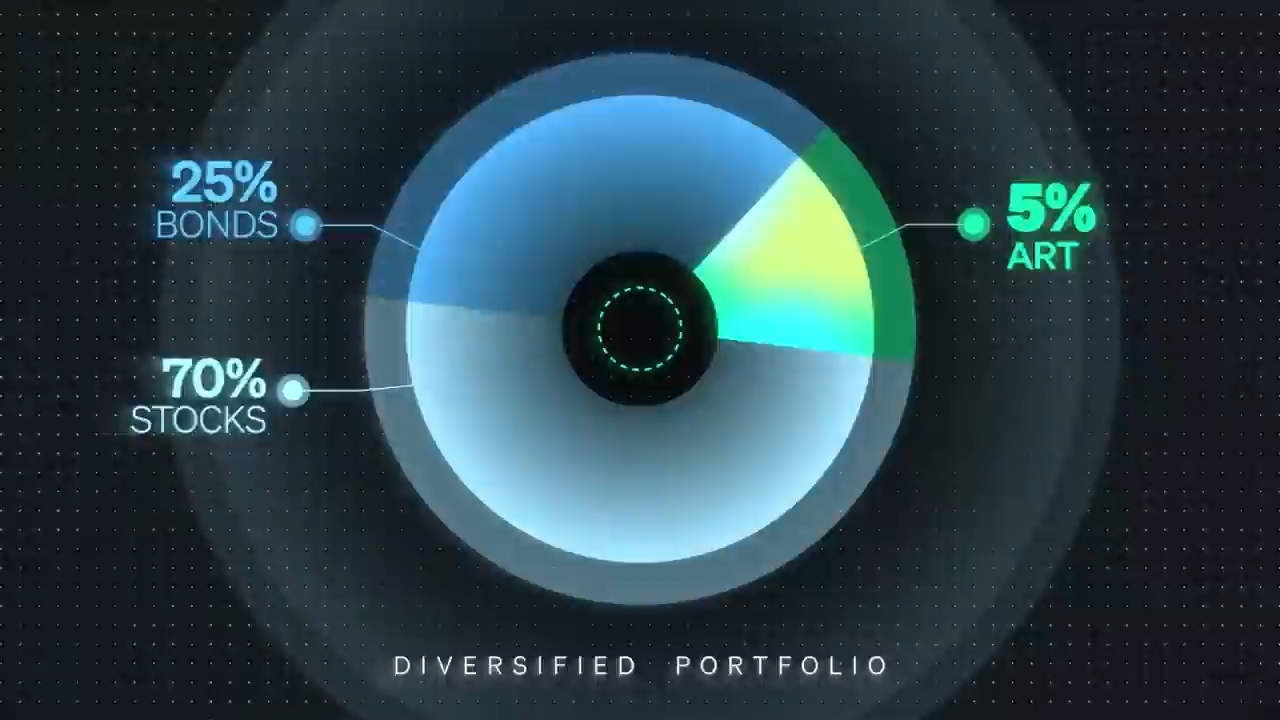 25%
BONDS
5%
ART
70%
STOCKS
DIVERSIFIED PORTFOLIO